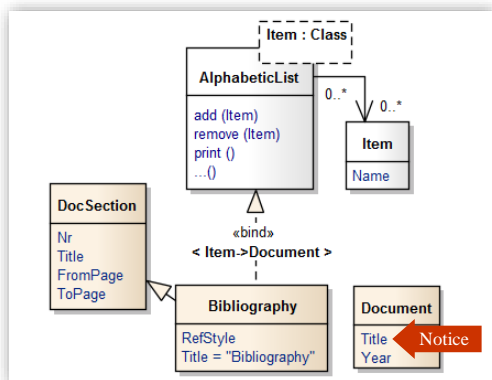 Item : Class
AlphabeticList
add (Item)
remove (Item)
print ()
...()
0..*
0..*
Item
Name
DocSection
Nr
Title
FromPage
ToPage
«bind»
< Item->Document >
Bibliography
RefStyle
Title = "Bibliography"
Document
Title
Notice
Year